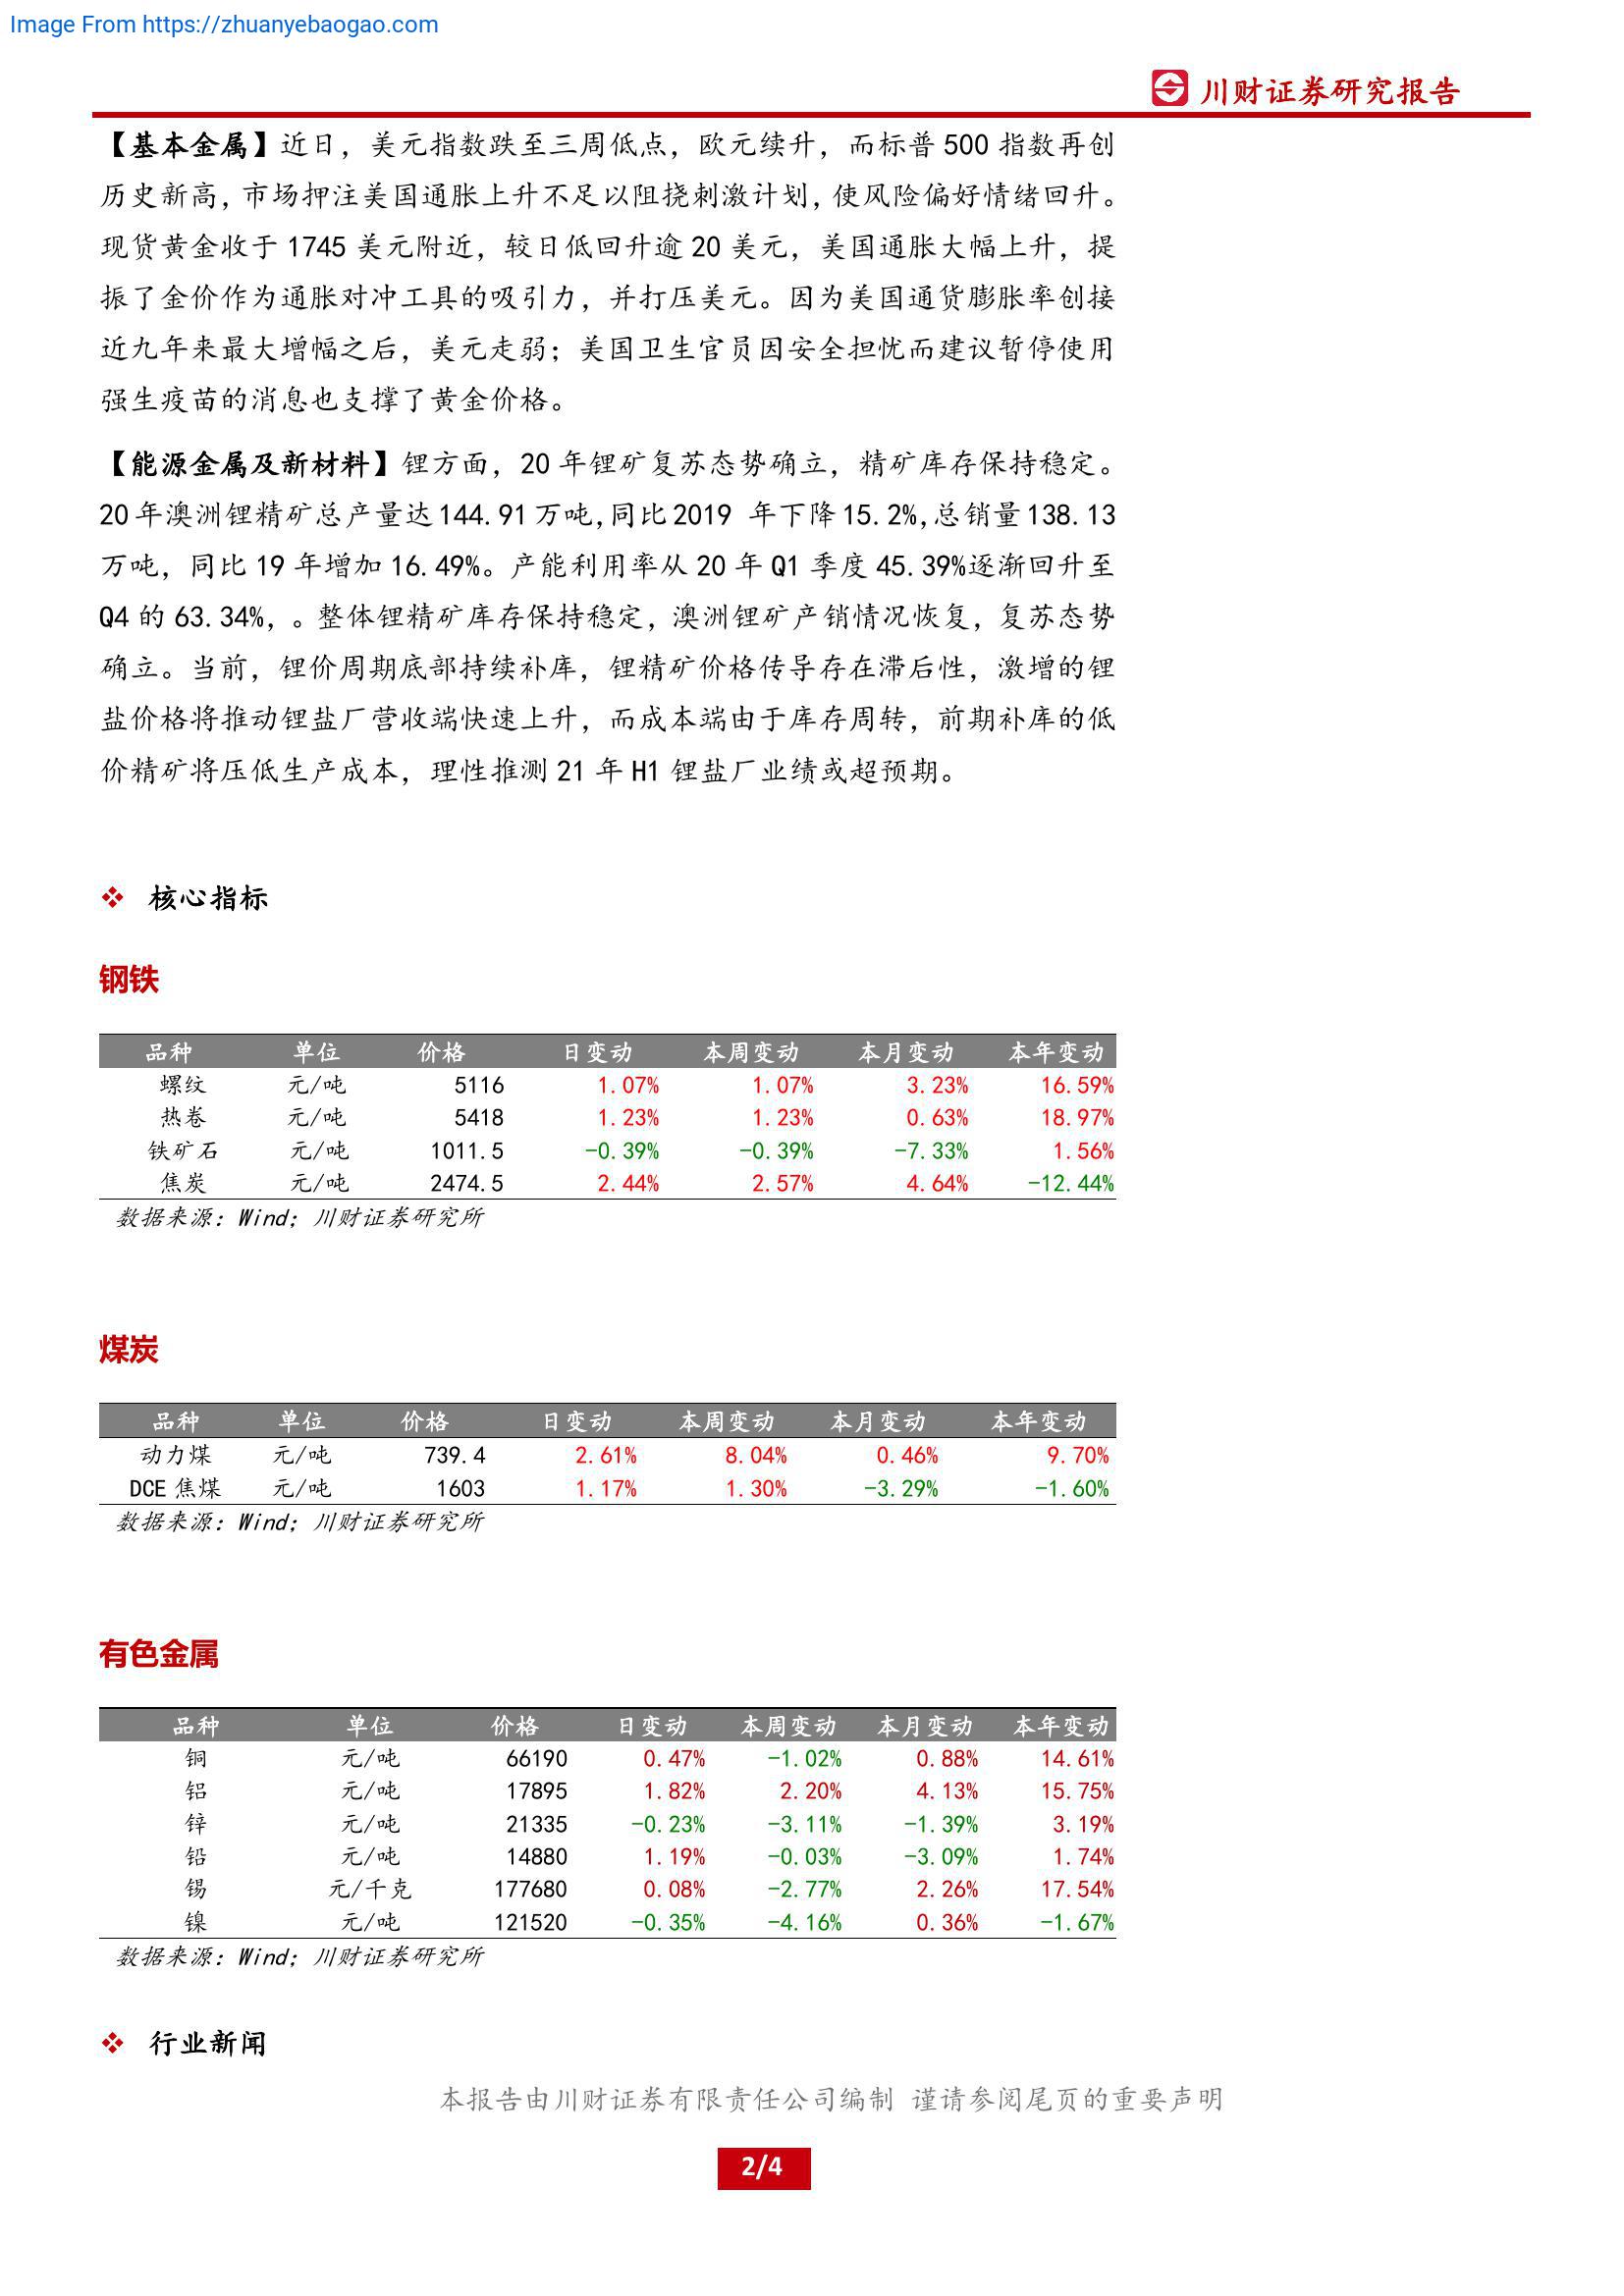 Image From https://zhuanyebaogao.com
川财证券研究报告
【基本金属】近日，美元指数跌至三周低点，欧元续升，而标普 500 指数再创
历史新高，市场押注美国通胀上升不足以阻挠刺激计划，使风险偏好情绪回升。
现货黄金收于 1745 美元附近，较日低回升逾 20 美元，美国通胀大幅上升，提
振了金价作为通胀对冲工具的吸引力，并打压美元。因为美国通货膨胀率创接
近九年来最大增幅之后，美元走弱；美国卫生官员因安全担忧而建议暂停使用
强生疫苗的消息也支撑了黄金价格。
【能源金属及新材料】锂方面，20 年锂矿复苏态势确立，精矿库存保持稳定。
20 年澳洲锂精矿总产量达 144.91 万吨，同比 2019 年下降 15.2%，总销量 138.13
万吨，同比 19 年增加 16.49%。产能利用率从 20 年 Q1 季度 45.39%逐渐回升至
Q4 的 63.34%，。整体锂精矿库存保持稳定，澳洲锂矿产销情况恢复，复苏态势
确立。当前，锂价周期底部持续补库，锂精矿价格传导存在滞后性，激增的锂
盐价格将推动锂盐厂营收端快速上升，而成本端由于库存周转，前期补库的低
价精矿将压低生产成本，理性推测 21 年 H1 锂盐厂业绩或超预期。
❖ 核心指标
钢铁
品种 单位 价格 日变动 本周变动 本月变动 本年变动
螺纹 元/吨 5116 1.07% 1.07% 3.23% 16.59%
热卷 元/吨 5418 1.23% 1.23% 0.63% 18.97%
铁矿石 元/吨 1011.5 -0.39% -0.39% -7.33% 1.56%
焦炭 元/吨 2474.5 2.44% 2.57% 4.64% -12.44%
数据来源：Wind；川财证券研究所
煤炭
品种 单位 价格 日变动 本周变动 本月变动 本年变动
动力煤 元/吨 739.4 2.61% 8.04% 0.46% 9.70%
DCE 焦煤 元/吨 1603 1.17% 1.30% -3.29% -1.60%
数据来源：Wind；川财证券研究所
有色金属
品种 单位 价格 日变动 本周变动 本月变动 本年变动
铜 元/吨 66190 0.47% -1.02% 0.88% 14.61%
铝 元/吨 17895 1.82% 2.20% 4.13% 15.75%
锌 元/吨 21335 -0.23% -3.11% -1.39% 3.19%
铅 元/吨 14880 1.19% -0.03% -3.09% 1.74%
锡 元/千克 177680 0.08% -2.77% 2.26% 17.54%
镍 元/吨 121520 -0.35% -4.16% 0.36% -1.67%
数据来源：Wind；川财证券研究所
❖ 行业新闻
本报告由川财证券有限责任公司编制 谨请参阅尾页的重要声明
2/4